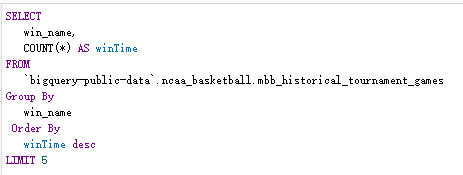 SELECT
win_name,
COUNT(*) AS winTime
FROM
`bigquery-public-data`.ncaa_basketball.mbb_historical_tournament_games
Group By
win_name
Order By
winTime desc
LIMIT 5